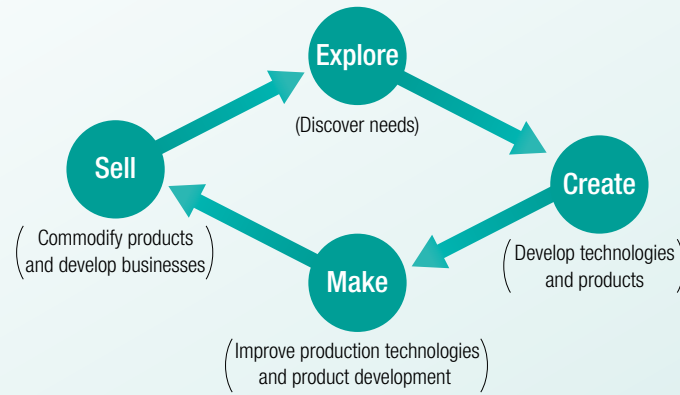 Explore
(Discover needs)
Sell
(Commodify products
and develop businesses)
Create
(Develop technologies
and products)
Make
(Improve production technologies
and product development)